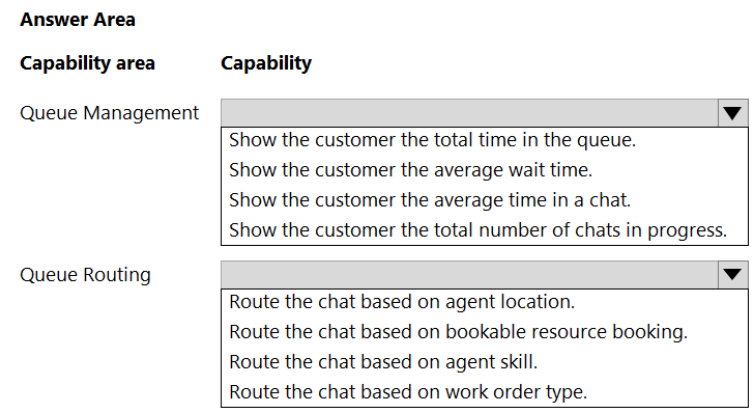 Answer Area
Capability area Capability
Queue Management
Show the customer the total time in the queue.
Show the customer the average wait time.
Show the customer the average time in a chat.
Show the customer the total number of chats in progress.
Queue Routing
Route the chat based on agent location.
Route the chat based on bookable resource booking.
Route the chat based on agent skill.
Route the chat based on work order type.